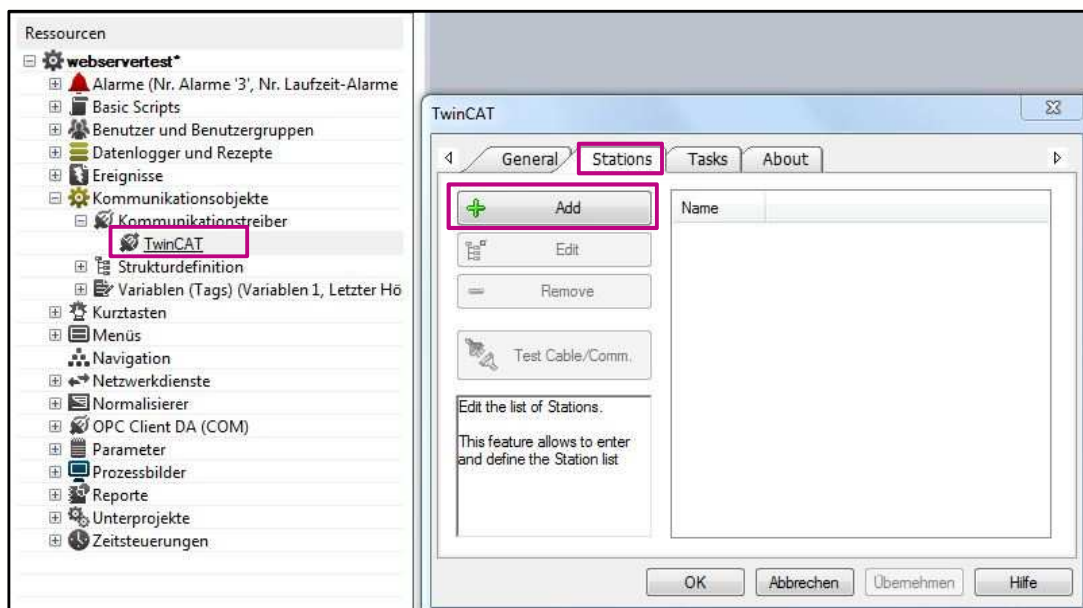 Ressourcen
webservertest*
Alarme (Nr. Alarme '3', Nr. Laufzeit-Alarme
Basic Scripts
Benutzer und Benutzergruppen
Datenlogger und Rezepte
Ereignisse
Kommunikationsobjekte
Kommunikationstreiber
TwinCAT
Strukturdefinition
Variablen (Tags) (Variablen 1, Letzter Hö
Kurztasten
Menüs
Navigation
Netzwerkdienste
Normalisierer
OPC Client DA (COM)
Parameter
Prozessbilder
Reporte
Unterprojekte
Zeitsteuerungen
TwinCAT
General Stations Tasks About
Add
Edit
Remove
Test Cable/Comm.
Edit the list of Stations.
This feature allows to enter
and define the Station list
Name
OK Abbrechen Übernehmen Hilfe